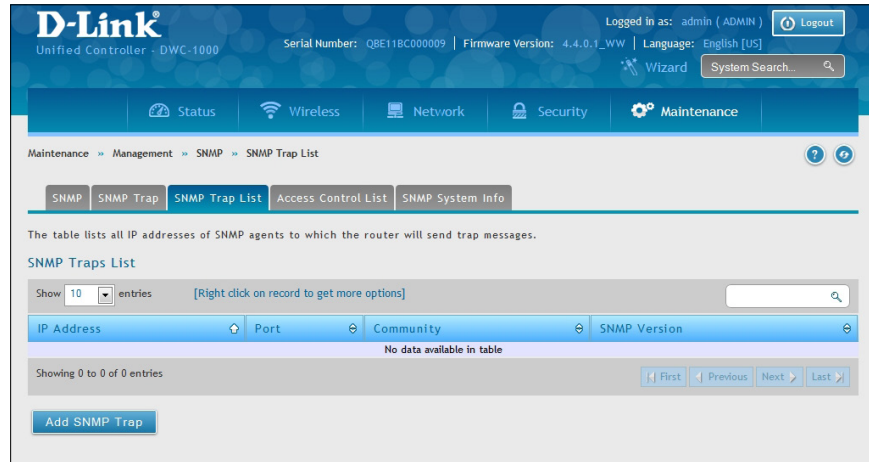 D-Link®
Unified Controller - DWC-1000
Logged in as: admin ( ADMIN ) Logout
Serial Number: QBE11BC000009 | Firmware Version: 4.4.0.1_WW | Language: English [US]
Wizard System Search...
Status Wireless Network Security Maintenance
Maintenance » Management » SNMP » SNMP Trap List
SNMP SNMP Trap SNMP Trap List Access Control List SNMP System Info
The table lists all IP addresses of SNMP agents to which the router will send trap messages.
SNMP Traps List
Show 10 entries [Right click on record to get more options]
IP Address Port Community SNMP Version
No data available in table
Showing 0 to 0 of 0 entries First Previous Next Last
Add SNMP Trap